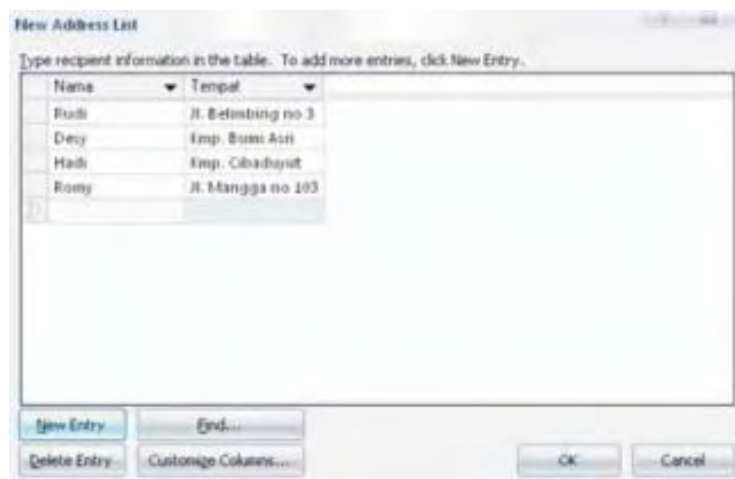 New Address List
Type recipient information in the table. To add more entries, click New Entry.
Nama Tempat
Rudi Jl. Belimbing no 3
Desy Kmp. Bumi Asri
Hadi Kmp. Cibaduyut
Romy Jl. Mangga no 103
New Entry Find...
Delete Entry Customize Columns... OK Cancel